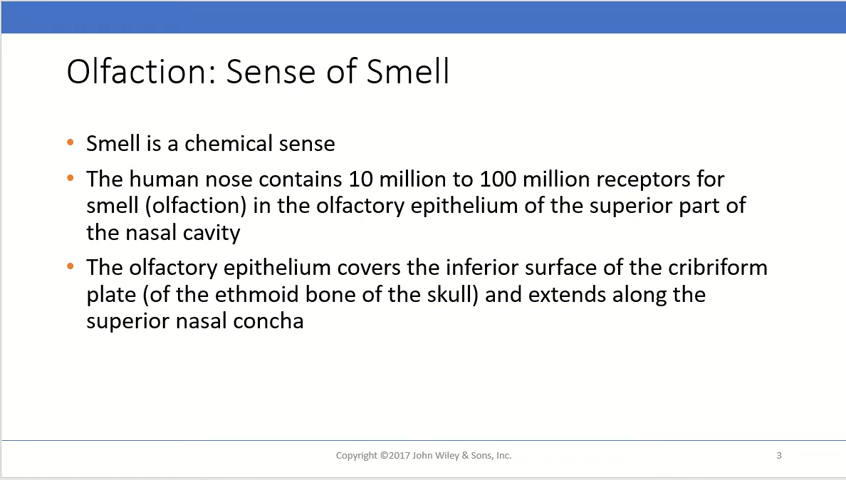 Olfaction: Sense of Smell
• Smell is a chemical sense
• The human nose contains 10 million to 100 million receptors for
smell (olfaction) in the olfactory epithelium of the superior part of
the nasal cavity
• The olfactory epithelium covers the inferior surface of the cribriform
plate (of the ethmoid bone of the skull) and extends along the
superior nasal concha
Copyright ©2017 John Wiley & Sons, Inc.
3